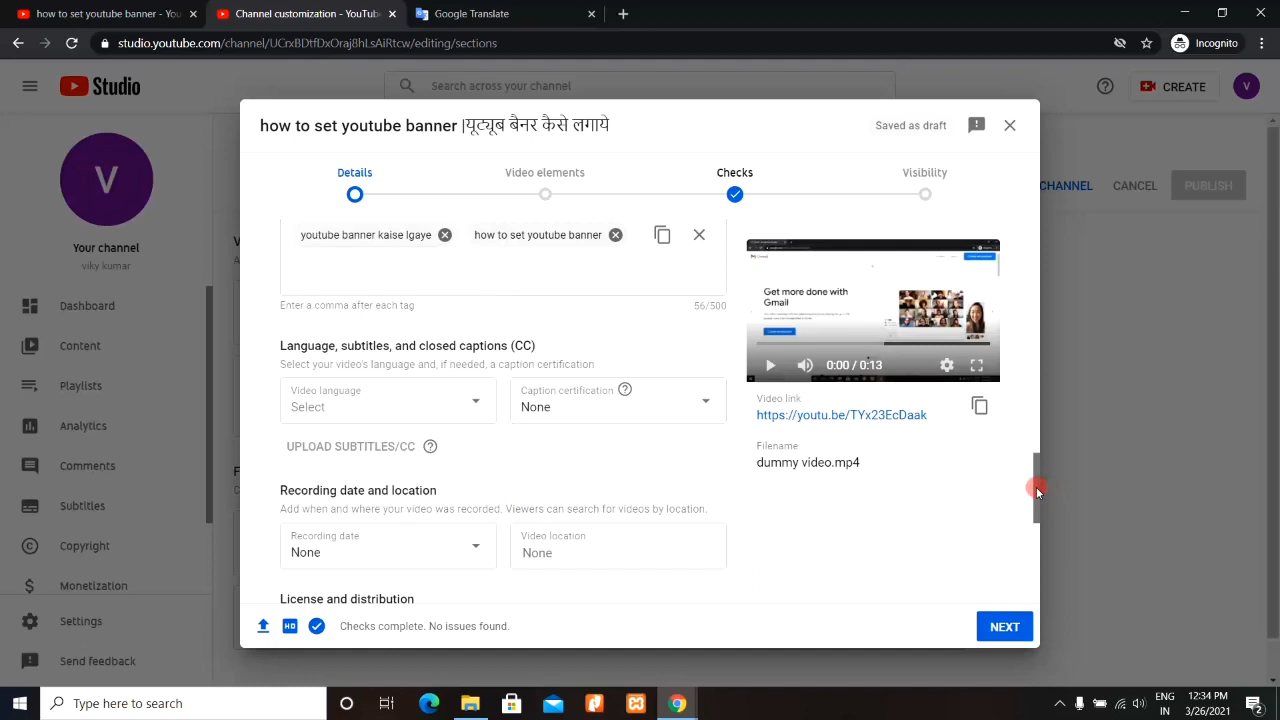 how to set youtube banner - You
Channel customization - YouTube
Google Translate
studio.youtube.com/channel/UCrxBDtfDxOraj8hLsAiRtcw/editing/sections
Incognito
Studio
Search across your channel
CREATE
V
how to set youtube banner |यूट्यूब बैनर कैसे लगाये
Saved as draft
Details
Video elements
Checks
Visibility
CHANNEL
CANCEL
PUBLISH
V
Your channel
viky kumar
Dashboard
Content
Playlists
Analytics
Comments
Subtitles
Copyright
Monetization
Settings
Send feedback
youtube banner kaise lgaye
how to set youtube banner
Enter a comma after each tag
56/500
Language, subtitles, and closed captions (CC)
Select your video's language and, if needed, a caption certification
Video language
Select
Caption certification
None
UPLOAD SUBTITLES/CC
Recording date and location
Add when and where your video was recorded. Viewers can search for videos by location.
Recording date
None
Video location
None
License and distribution
Get more done with
Gmail
0:00 / 0:13
Video link
https://youtu.be/TYx23EcDaak
Filename
dummy video.mp4
HD
Checks complete. No issues found.
NEXT
Type here to search
ENG
IN
12:34 PM
3/26/2021
2